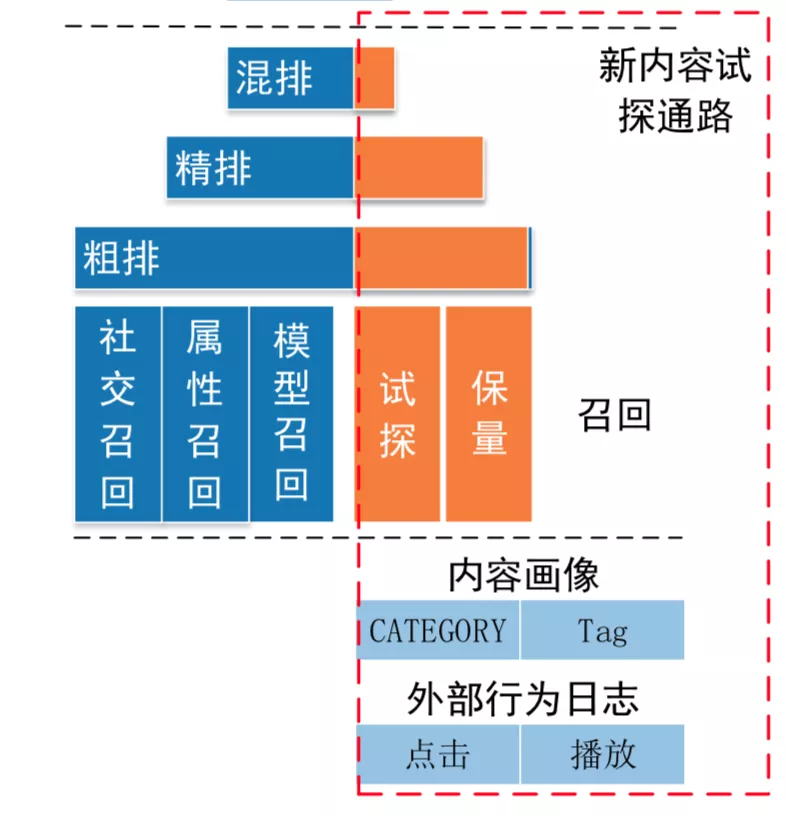 新内容试
探通路
混排
精排
粗排
社交召回
属性召回
模型召回
试探
保量
召回
内容画像
CATEGORY
Tag
外部行为日志
点击
播放